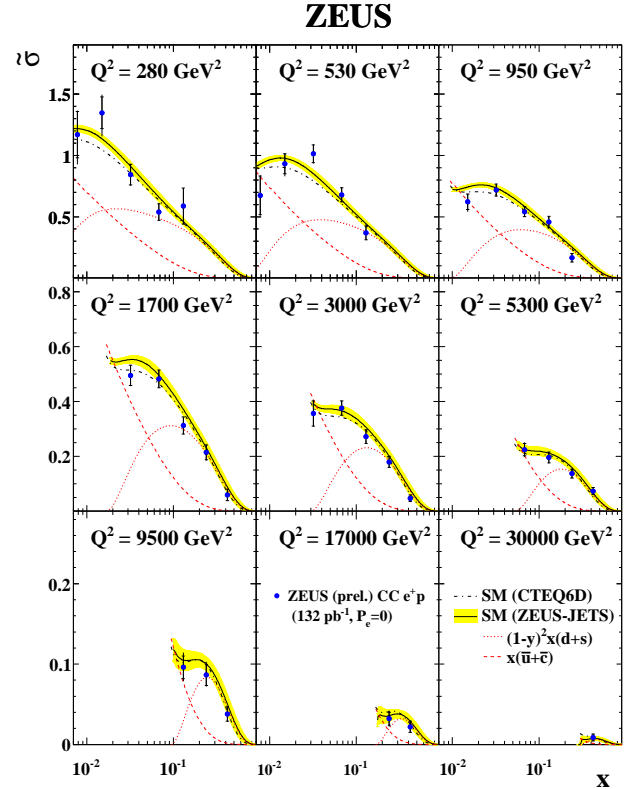 ZEUS
σ̃
Q² = 280 GeV²
Q² = 530 GeV²
Q² = 950 GeV²
1.5
1
0.5
0
Q² = 1700 GeV²
Q² = 3000 GeV²
Q² = 5300 GeV²
0.8
0.6
0.4
0.2
0
Q² = 9500 GeV²
Q² = 17000 GeV²
Q² = 30000 GeV²
0.2
0.1
0
ZEUS (prel.) CC e⁺p
(132 pb⁻¹, Pₑ=0)
SM (CTEQ6D)
SM (ZEUS-JETS)
(1-y)²x(d+s)
x(u̅+c̅)
10⁻² 10⁻¹ 10⁻² 10⁻¹ 10⁻² 10⁻¹
x